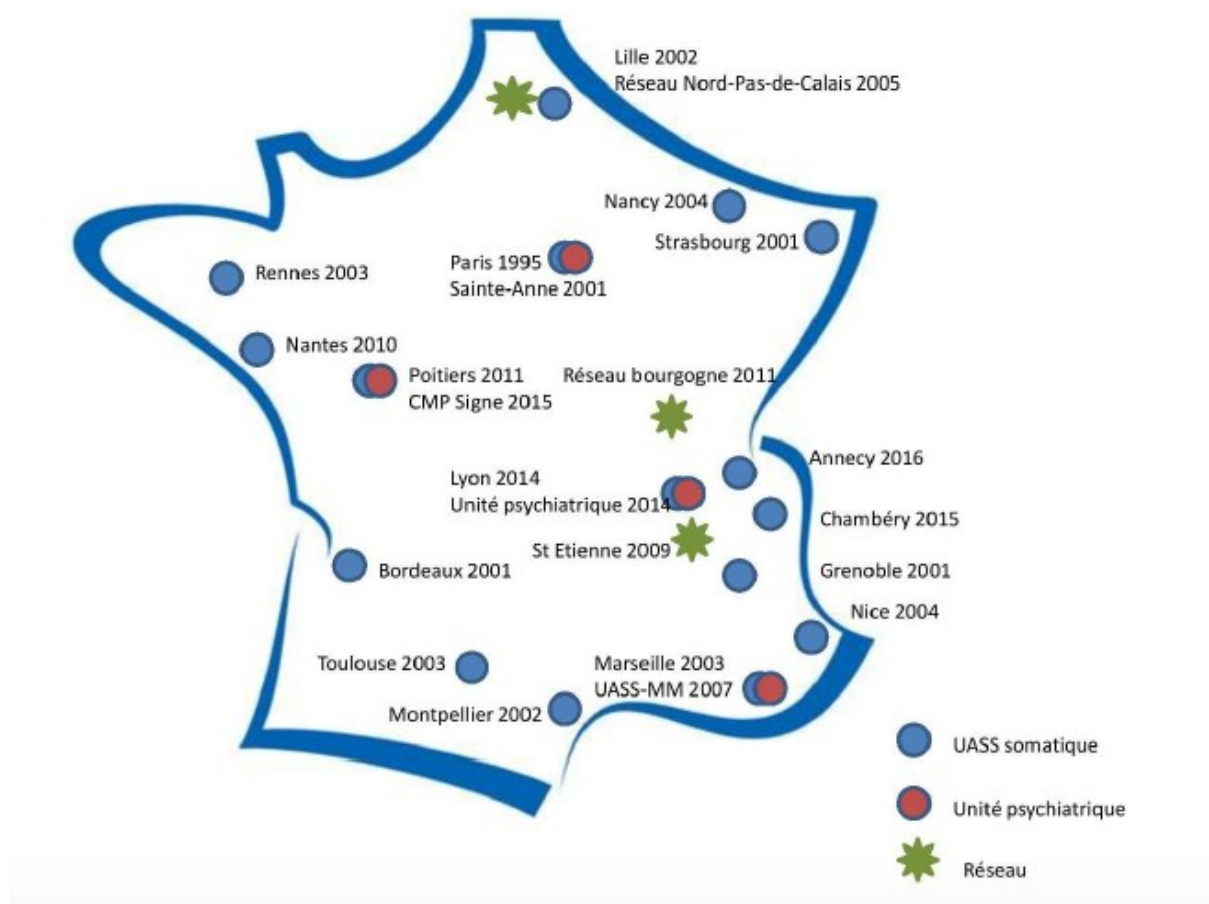 Lille 2002
Réseau Nord-Pas-de-Calais 2005
Nancy 2004
Strasbourg 2001
Paris 1995
Sainte-Anne 2001
Rennes 2003
Nantes 2010
Poitiers 2011
CMP Signe 2015
Réseau bourgogne 2011
Annecy 2016
Lyon 2014
Unité psychiatrique 2014
Chambéry 2015
St Etienne 2009
Bordeaux 2001
Grenoble 2001
Nice 2004
Toulouse 2003
Marseille 2003
UASS-MM 2007
Montpellier 2002
UASS somatique
Unité psychiatrique
Réseau